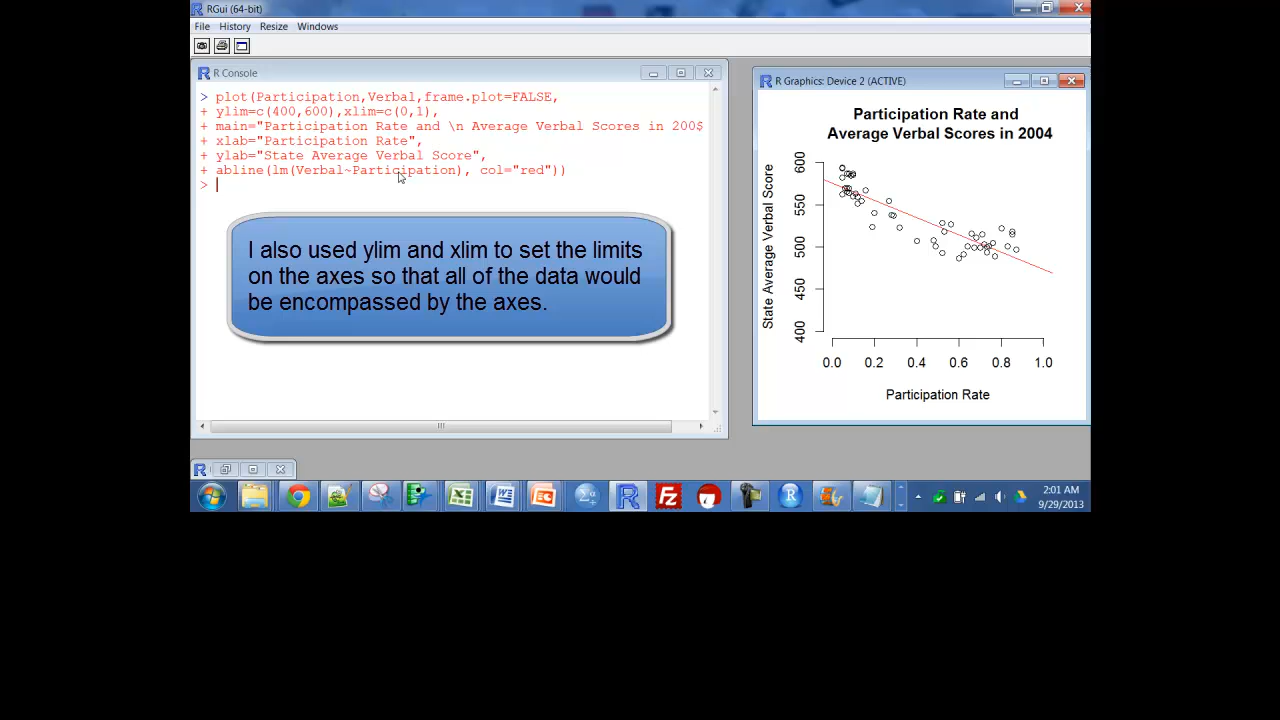 RGui (64-bit)
File History Resize Windows
R Console
> plot(Participation,Verbal,frame.plot=FALSE,
+ ylim=c(400,600),xlim=c(0,1),
+ main="Participation Rate and \n Average Verbal Scores in 200$
+ xlab="Participation Rate",
+ ylab="State Average Verbal Score",
+ abline(lm(Verbal~Participation), col="red"))
>
I also used ylim and xlim to set the limits
on the axes so that all of the data would
be encompassed by the axes.
R Graphics: Device 2 (ACTIVE)
Participation Rate and
Average Verbal Scores in 2004
State Average Verbal Score
600
550
500
450
400
0.0 0.2 0.4 0.6 0.8 1.0
Participation Rate
2:01 AM
9/29/2013